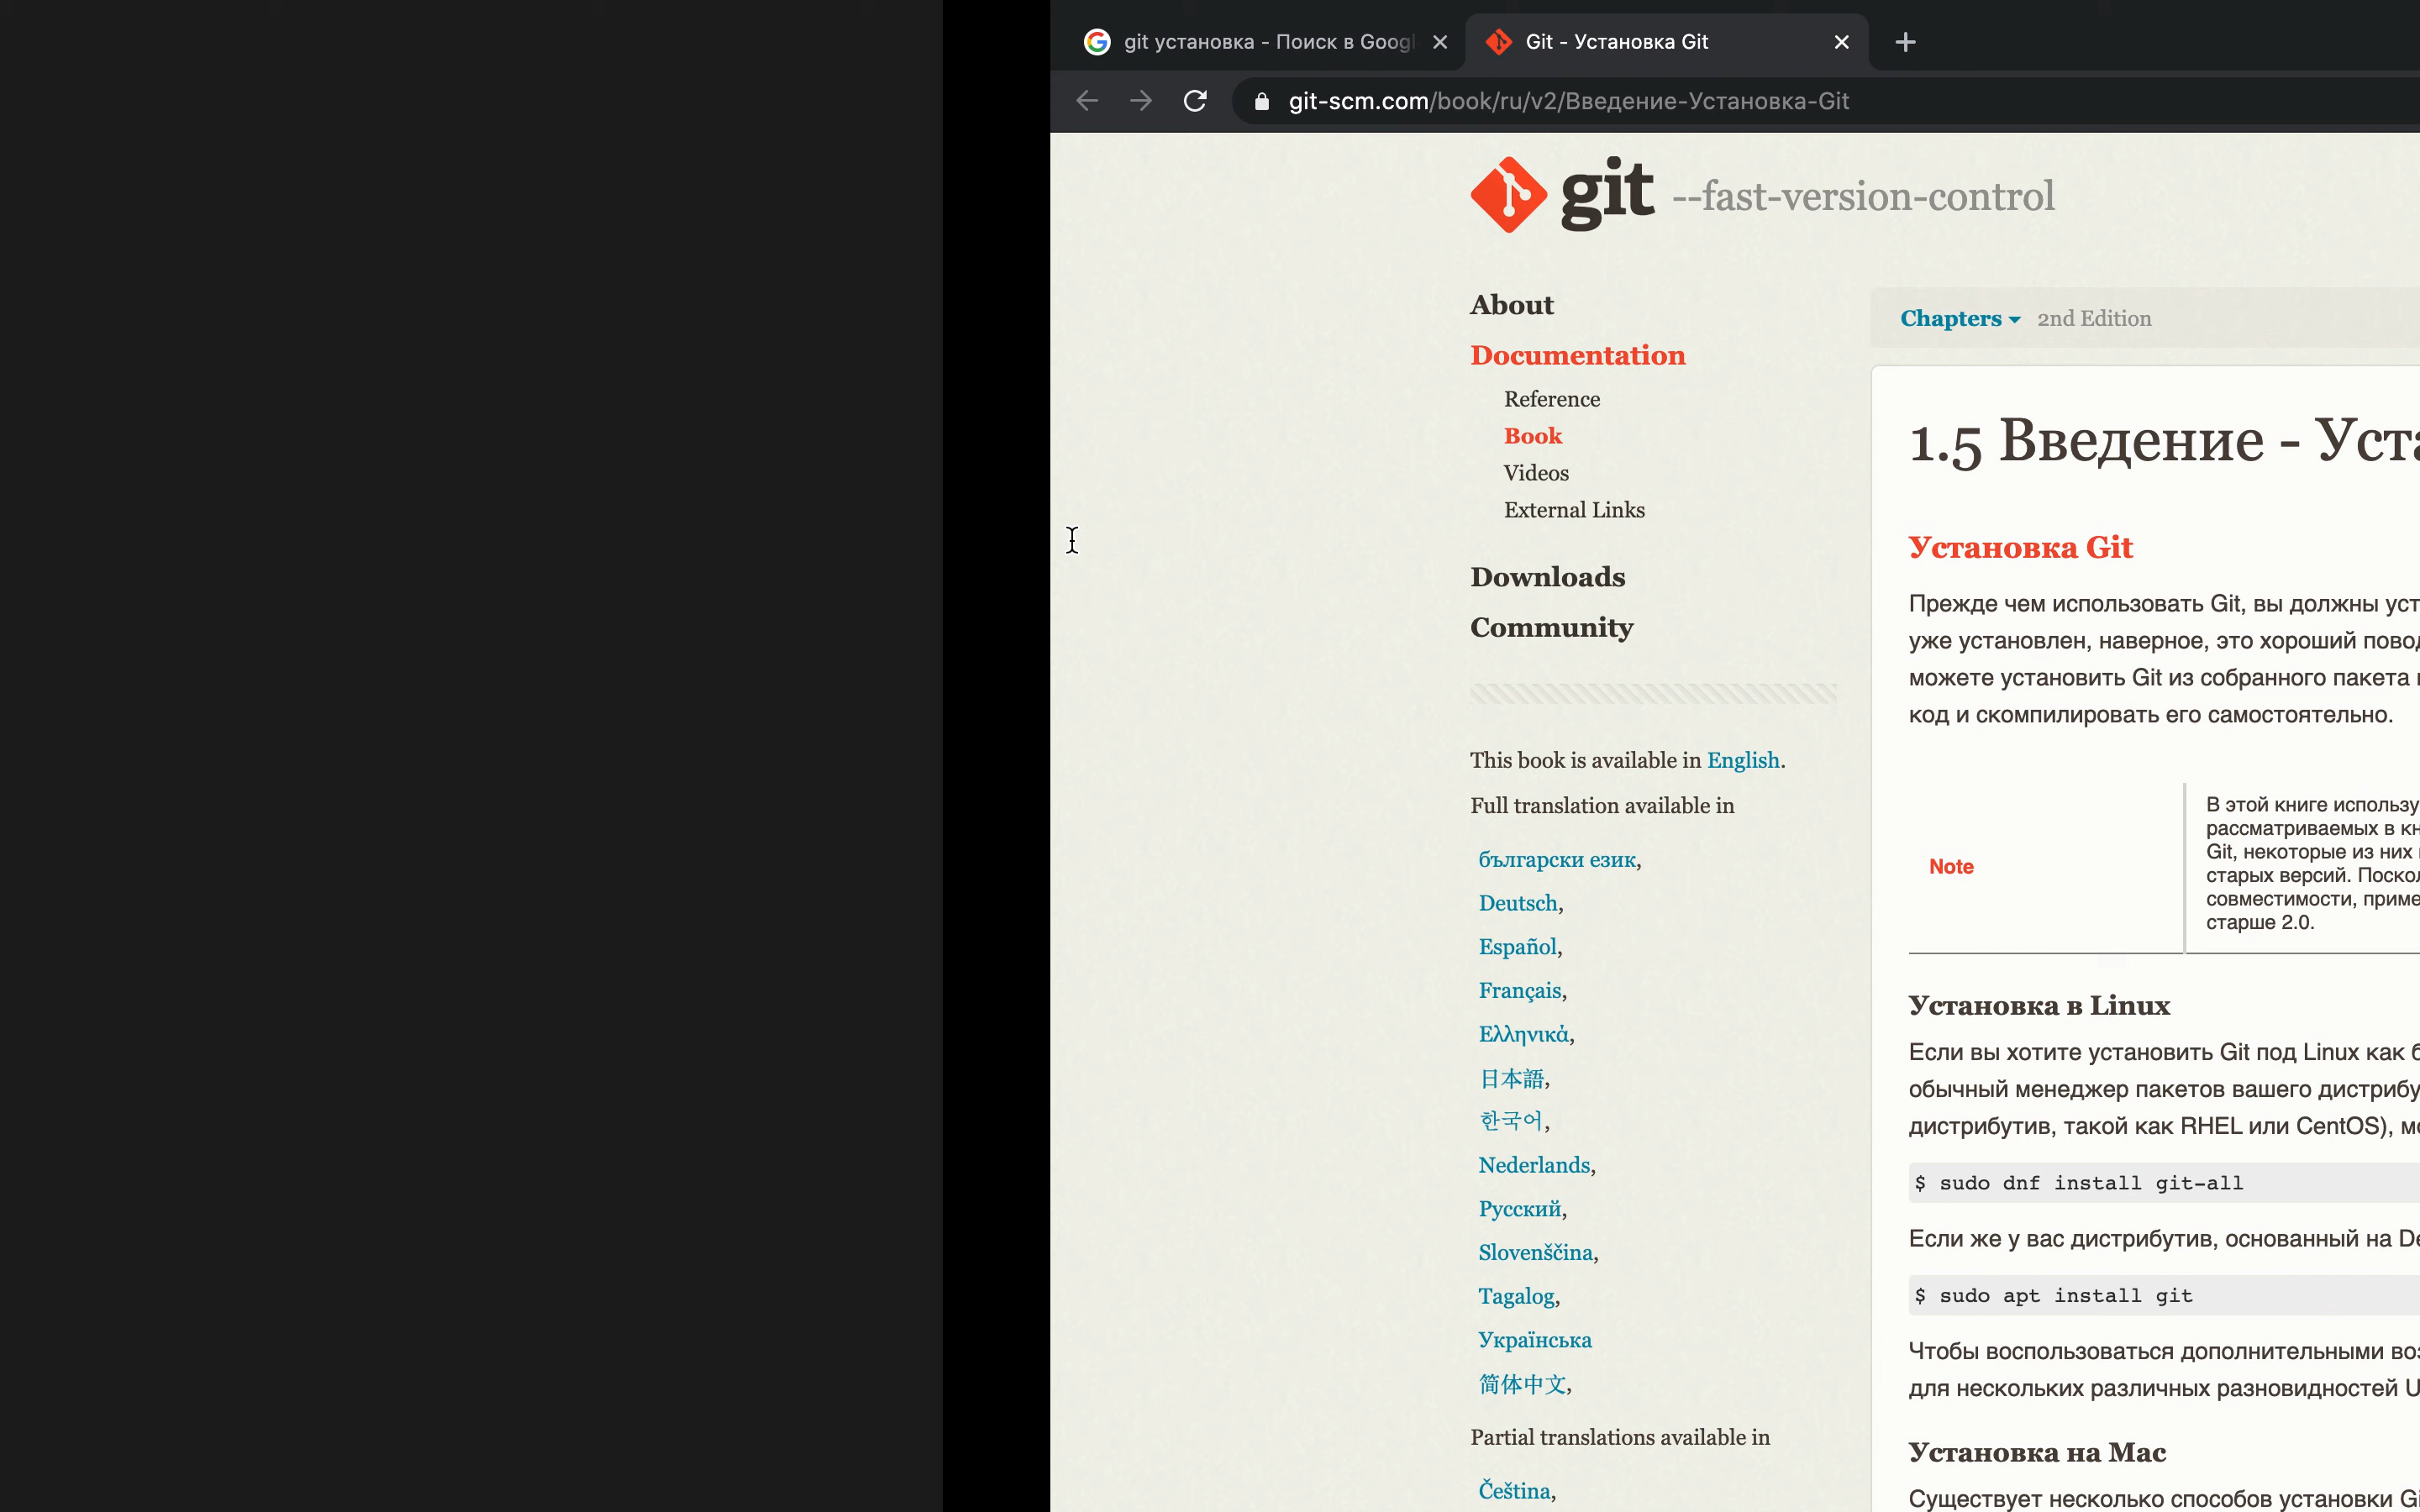 git установка - Поиск в Googl
Git - Установка Git
git-scm.com/book/ru/v2/Введение-Установка-Git
git --fast-version-control
About
Documentation
Reference
Book
Videos
External Links
Downloads
Community
This book is available in English.
Full translation available in
български език,
Deutsch,
Español,
Français,
Ελληνικά,
日本語,
한국어,
Nederlands,
Русский,
Slovenščina,
Tagalog,
Українська
简体中文,
Partial translations available in
Čeština,
Chapters 2nd Edition
1.5 Введение - Уста
Установка Git
Прежде чем использовать Git, вы должны уст
уже установлен, наверное, это хороший повод
можете установить Git из собранного пакета
код и скомпилировать его самостоятельно.
Note
В этой книге использу
рассматриваемых в кн
Git, некоторые из них
старых версий. Поскол
совместимости, приме
старше 2.0.
Установка в Linux
Если вы хотите установить Git под Linux как б
обычный менеджер пакетов вашего дистрибу
дистрибутив, такой как RHEL или CentOS), мо
$ sudo dnf install git-all
Если же у вас дистрибутив, основанный на De
$ sudo apt install git
Чтобы воспользоваться дополнительными воз
для нескольких различных разновидностей U
Установка на Mac
Существует несколько способов установки Gi